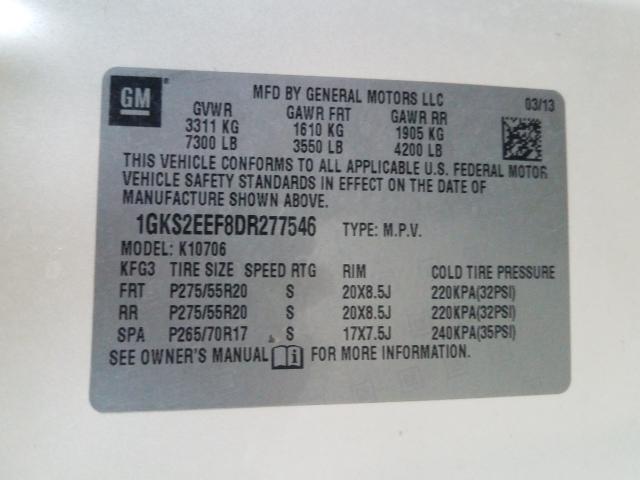 GM ®
MFD BY GENERAL MOTORS LLC 03/13
GVWR GAWR FRT GAWR RR
3311 KG 1610 KG 1905 KG
7300 LB 3550 LB 4200 LB
THIS VEHICLE CONFORMS TO ALL APPLICABLE U.S. FEDERAL MOTOR
VEHICLE SAFETY STANDARDS IN EFFECT ON THE DATE OF
MANUFACTURE SHOWN ABOVE.
1GKS2EEF8DR277546 TYPE: M.P.V.
MODEL: K10706
KFG3 TIRE SIZE SPEED RTG RIM COLD TIRE PRESSURE
FRT P275/55R20 S 20X8.5J 220KPA(32PSI)
RR P275/55R20 S 20X8.5J 220KPA(32PSI)
SPA P265/70R17 S 17X7.5J 240KPA(35PSI)
SEE OWNER'S MANUAL i FOR MORE INFORMATION.